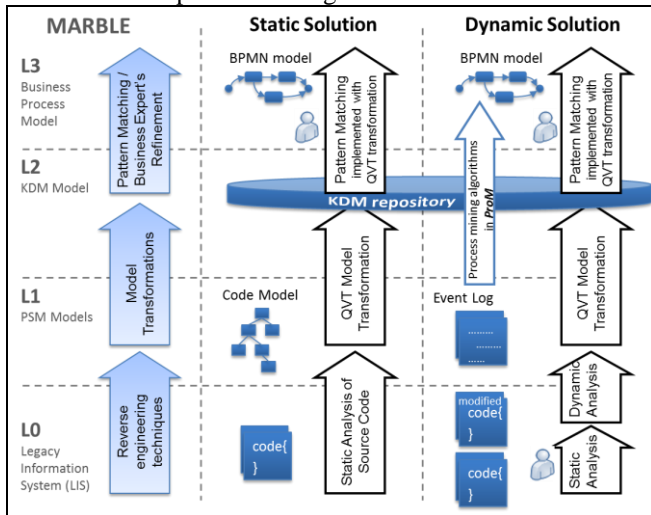 MARBLE
Static Solution
Dynamic Solution
L3
Business
Process
Model
Pattern Matching /
Business Expert's
Refinement
BPMN model
Pattern Matching
implemented with
QVT transformation
BPMN model
Pattern Matching
implemented with
QVT transformation
L2
KDM Model
KDM repository
Process mining algorithms
in ProM
Model
Transformations
QVT Model
Transformation
QVT Model
Transformation
L1
PSM Models
Code Model
Event Log
.........
.........
......
L0
Legacy
Information
System (LIS)
Reverse
engineering
techniques
code{
}
Static Analysis of
Source Code
modified
code{
}
code{
}
Dynamic
Analysis
Static
Analysis